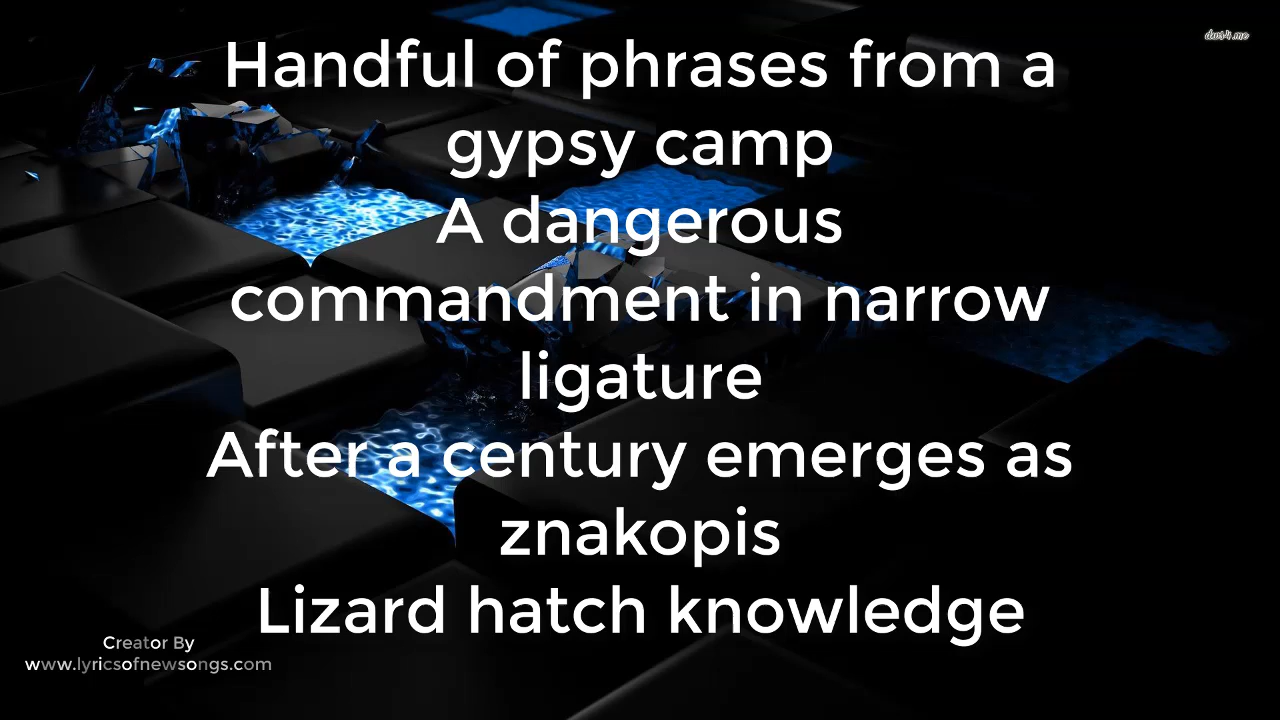 Handful of phrases from a
gypsy camp
A dangerous
commandment in narrow
ligature
After a century emerges as
znakopis
Lizard hatch knowledge
Creator By
www.lyricsofnewsongs.com